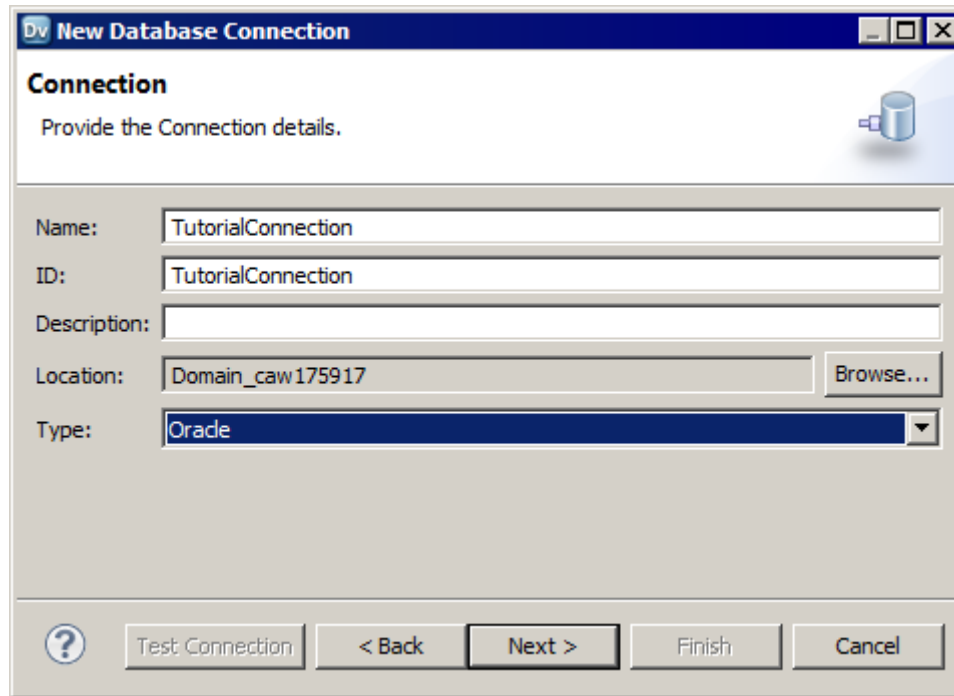 Dv New Database Connection
Connection
Provide the Connection details.
Name: TutorialConnection
ID: TutorialConnection
Description:
Location: Domain_caw175917 Browse...
Type: Oracle
? Test Connection < Back Next > Finish Cancel